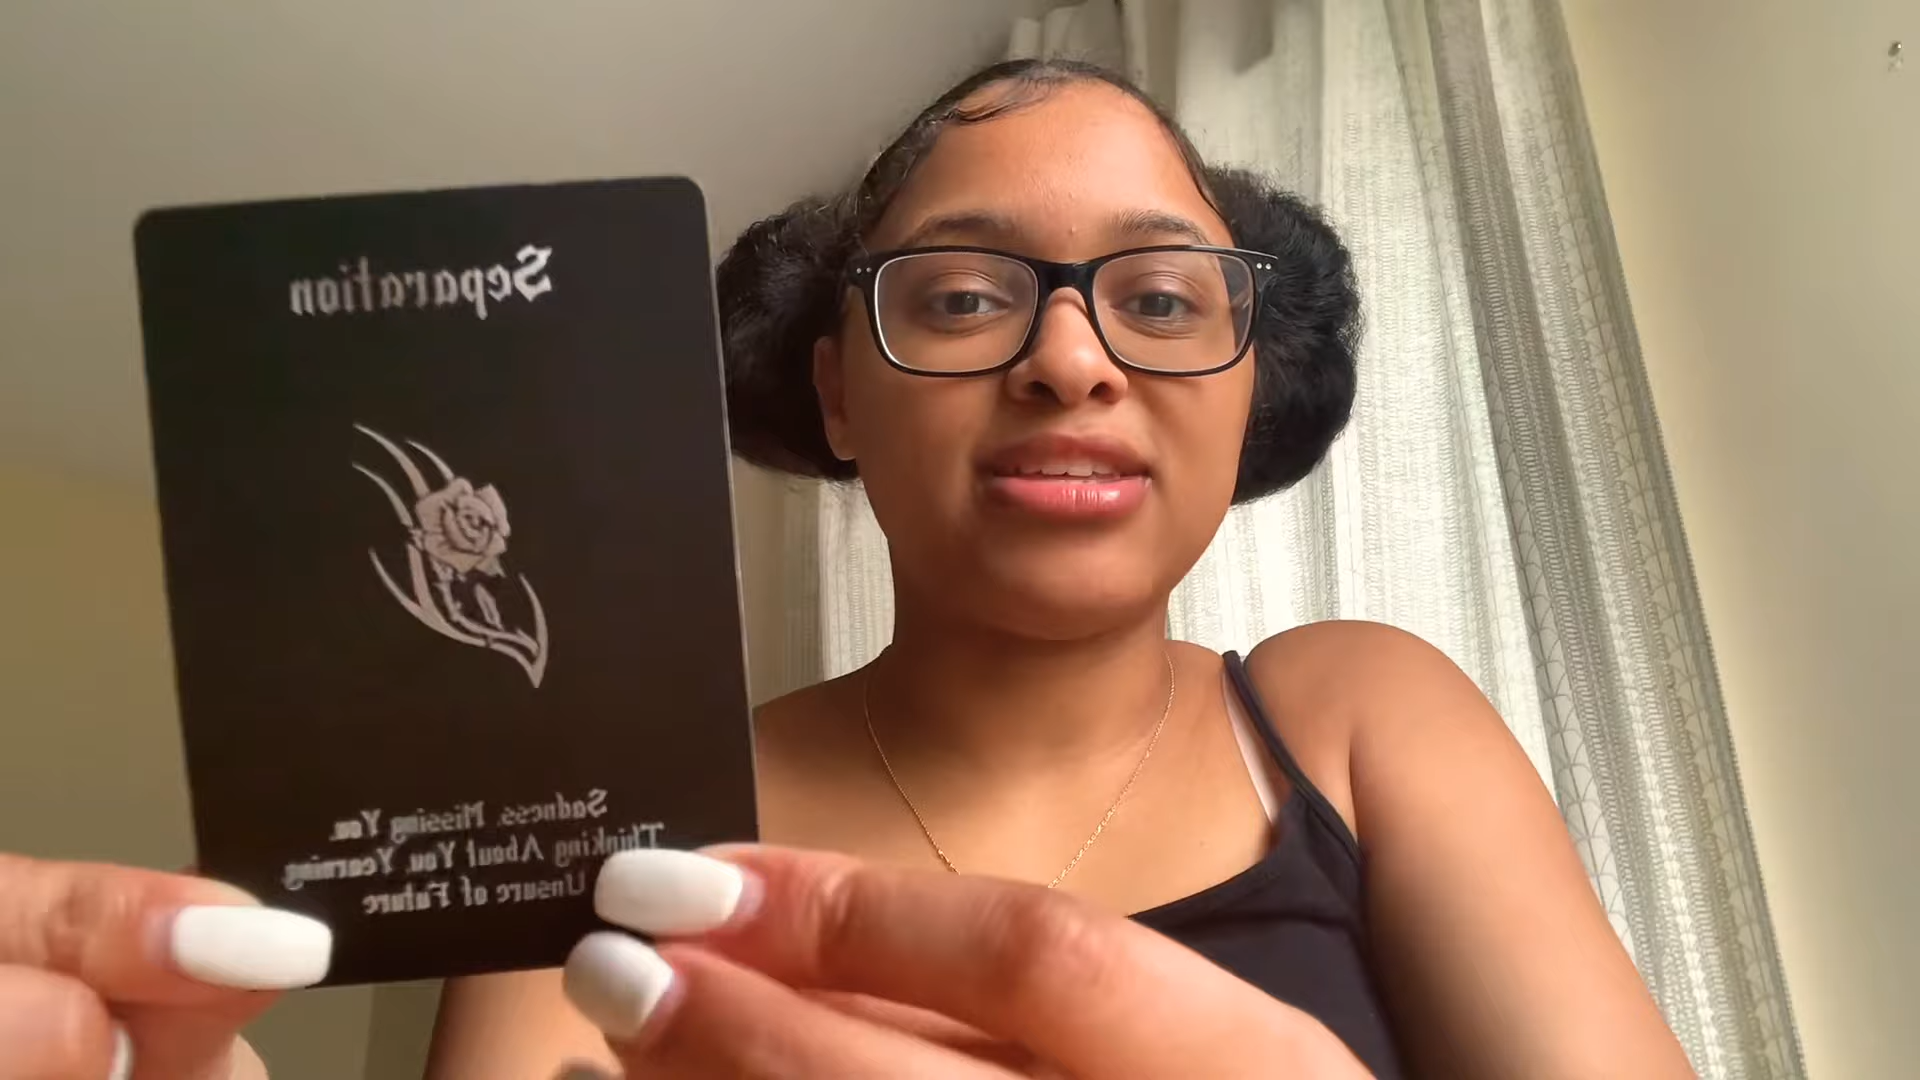 Separation
Sadness, Missing You,
Thinking About You, Yearning,
Unsure of Future